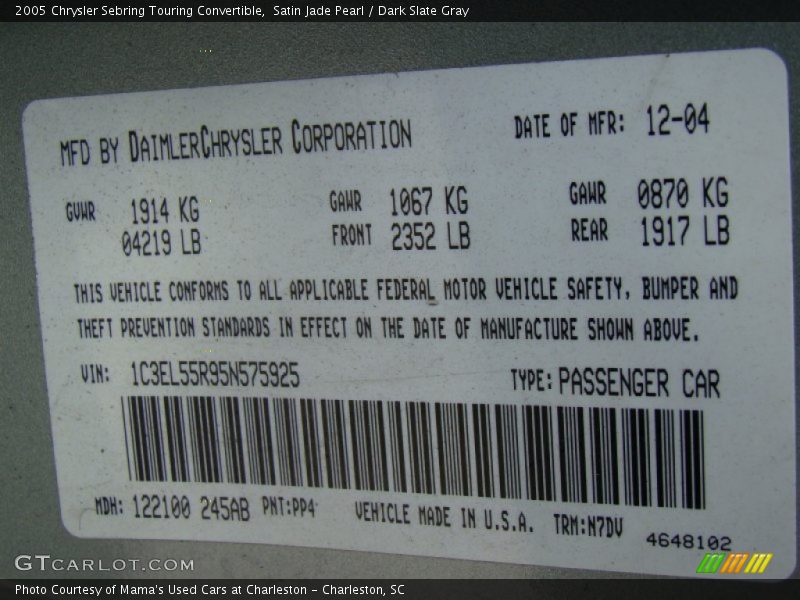 2005 Chrysler Sebring Touring Convertible,  Satin Jade Pearl / Dark Slate Gray
MFD BY DAIMLERCHRYSLER CORPORATION DATE OF MFR: 12-04
GVWR 1914 KG GAWR 1067 KG GAWR 0870 KG
04219 LB FRONT 2352 LB REAR 1917 LB
THIS VEHICLE CONFORMS TO ALL APPLICABLE FEDERAL MOTOR VEHICLE SAFETY, BUMPER AND
THEFT PREVENTION STANDARDS IN EFFECT ON THE DATE OF MANUFACTURE SHOWN ABOVE.
VIN: 1C3EL55R95N575925 TYPE: PASSENGER CAR
MDH: 122100 245AB PNT:PP4 VEHICLE MADE IN U.S.A. TRM:N7DV 4648102
GTCARLOT.COM
Photo Courtesy of Mama's Used Cars at Charleston - Charleston, SC